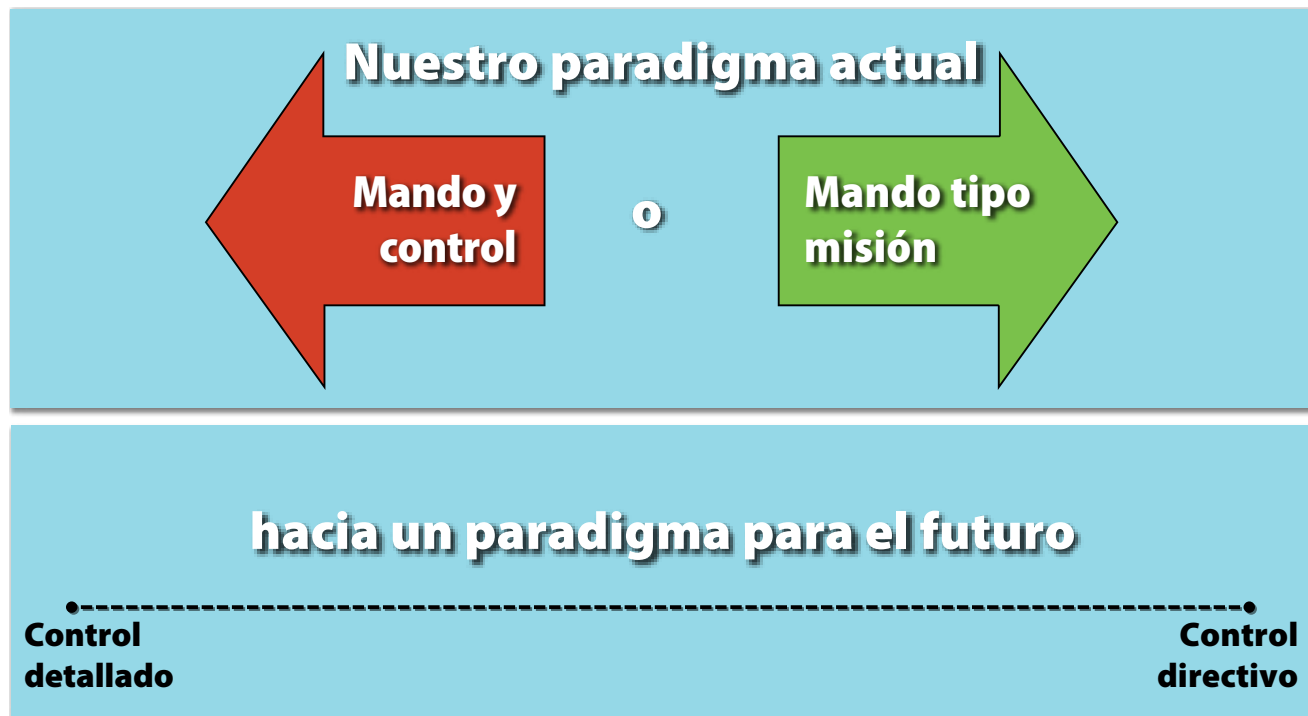 Nuestro paradigma actual
Mando y
control
o
Mando tipo
misión
hacia un paradigma para el futuro
Control
detallado
Control
directivo